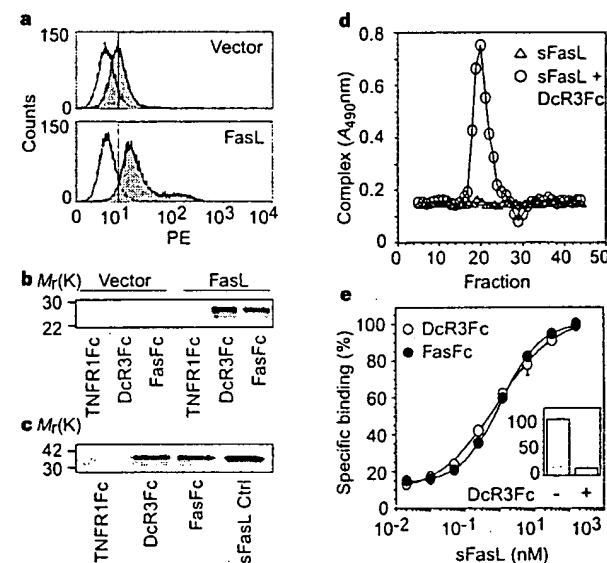 a
150
Vector
0
Counts
150
FasL
0
0 10¹ 10² 10³ 10⁴
PE
b Mr(K) Vector FasL
30
22
TNFR1Fc
DcR3Fc
FasFc
TNFR1Fc
DcR3Fc
FasFc
c Mr(K)
42
30
TNFR1Fc
DcR3Fc
FasFc
sFasL Ctrl
d
0.8
0.6
0.4
0.2
0
Complex (A490nm)
sFasL
sFasL +
DcR3Fc
0 10 20 30 40 50
Fraction
e
100
80
60
40
20
0
Specific binding (%)
DcR3Fc
FasFc
100
50
0
DcR3Fc - +
10⁻² 10⁻¹ 10¹ 10³
sFasL (nM)